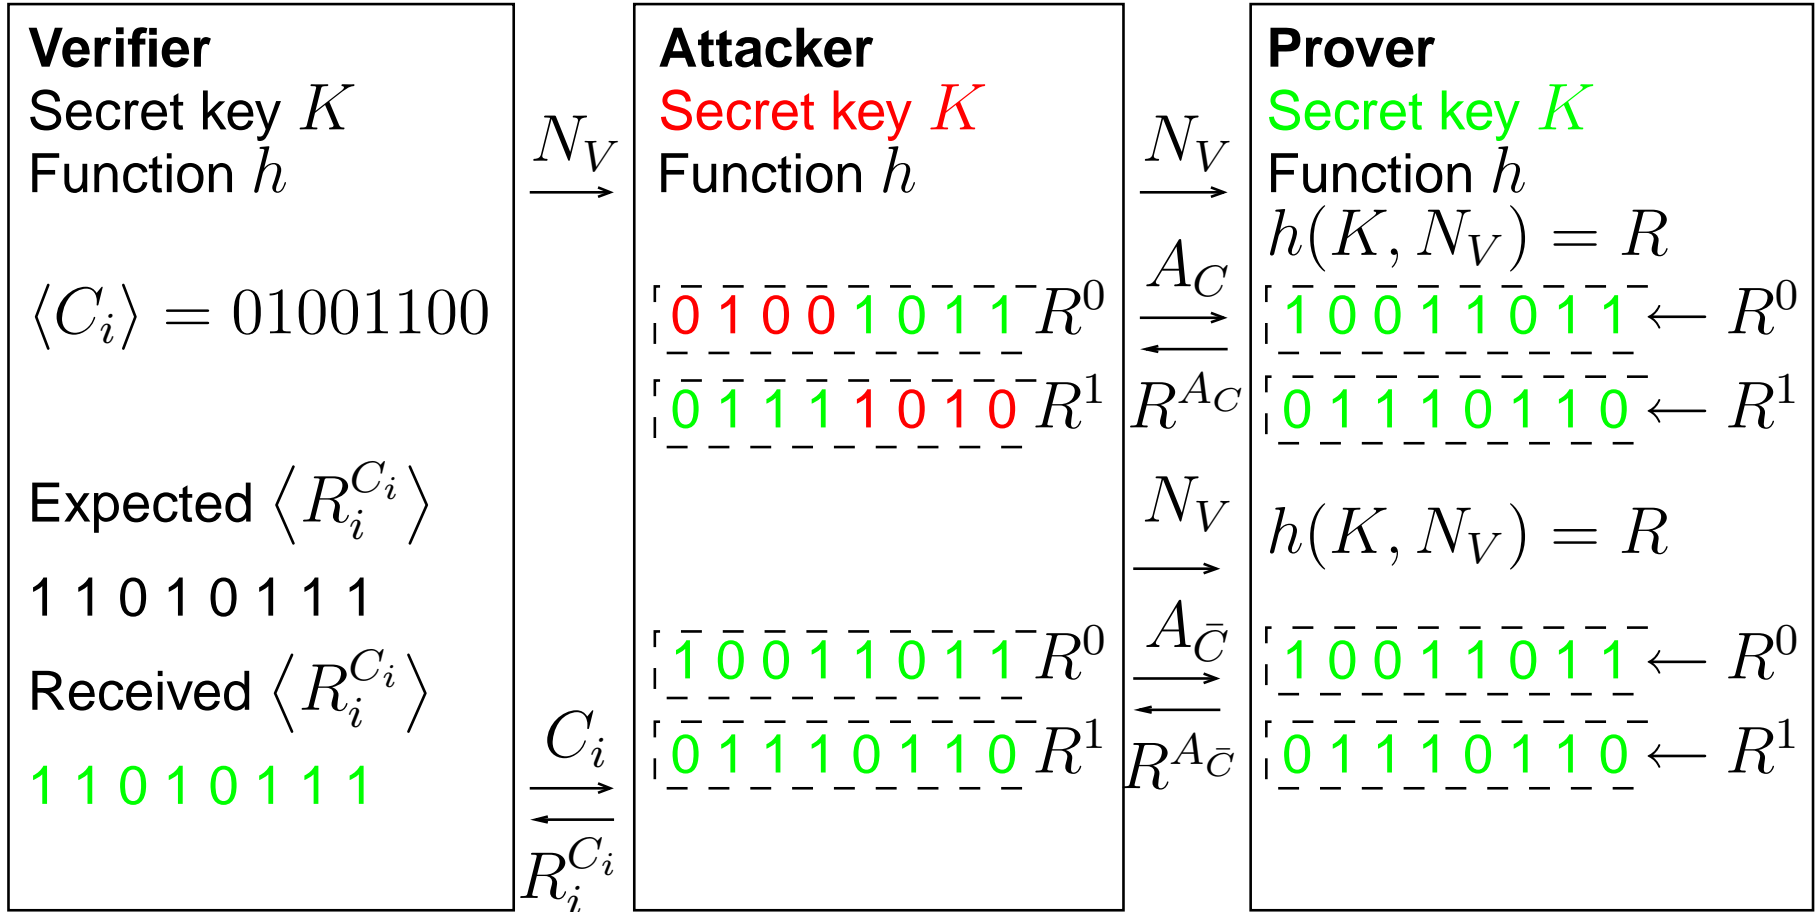 Verifier
Secret key K
Function h
⟨C_i⟩ = 01001100
Expected ⟨R_i^{C_i}⟩
1 1 0 1 0 1 1 1
Received ⟨R_i^{C_i}⟩
1 1 0 1 0 1 1 1
N_V
C_i
R_i^{C_i}
Attacker
Secret key K
Function h
0 1 0 0 1 0 1 1 R^0
0 1 1 1 1 0 1 0 R^1
1 0 0 1 1 0 1 1 R^0
0 1 1 1 0 1 1 0 R^1
N_V
A_C
R^{A_C}
N_V
A_{\bar{C}}
R^{A_{\bar{C}}}
Prover
Secret key K
Function h
h(K, N_V) = R
1 0 0 1 1 0 1 1 ← R^0
0 1 1 1 0 1 1 0 ← R^1
h(K, N_V) = R
1 0 0 1 1 0 1 1 ← R^0
0 1 1 1 0 1 1 0 ← R^1